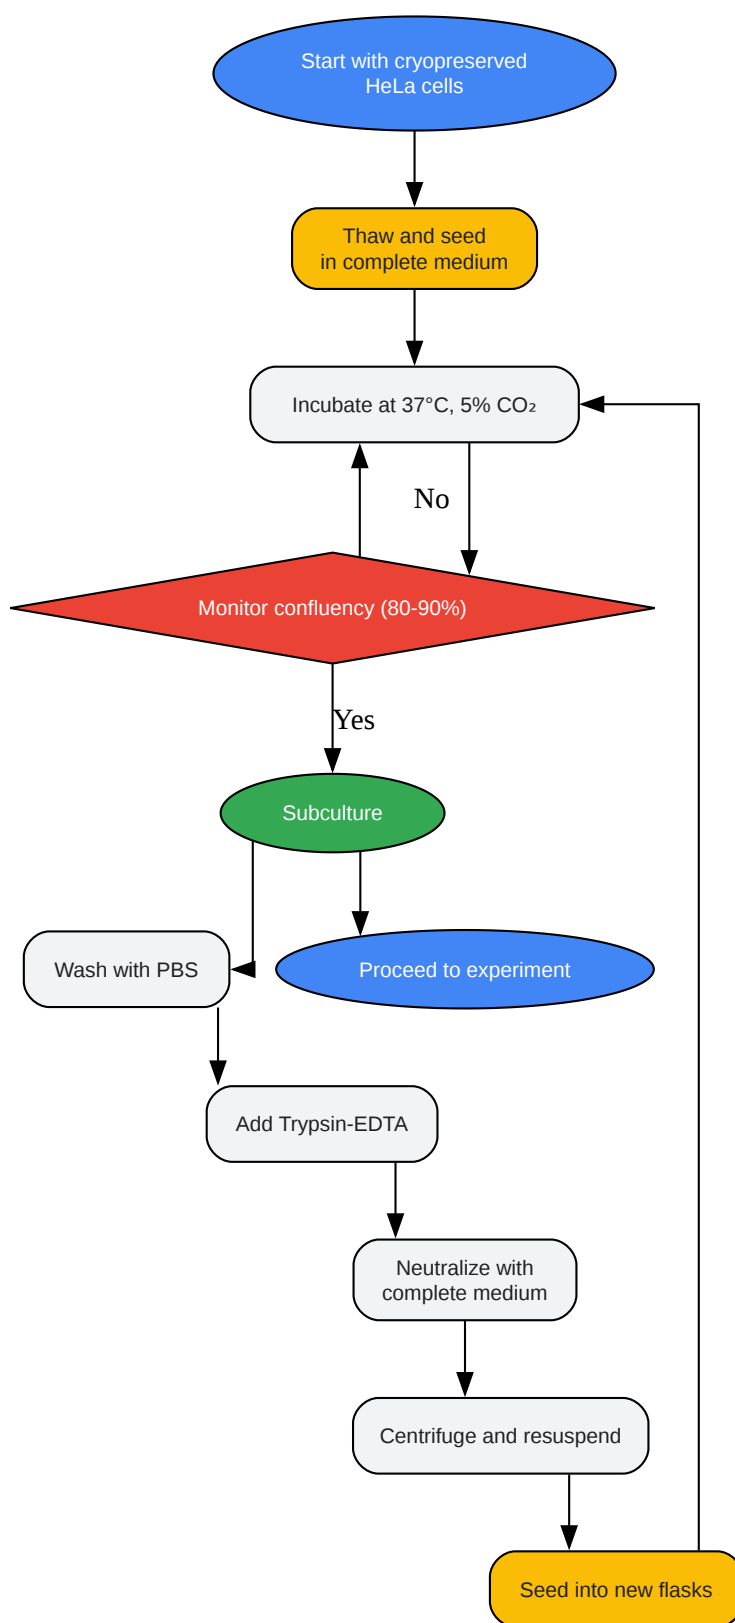 Start with cryopreserved
HeLa cells
Thaw and seed
in complete medium
Incubate at 37°C, 5% CO₂
No
Monitor confluency (80-90%)
Yes
Subculture
Wash with PBS
Proceed to experiment
Add Trypsin-EDTA
Neutralize with
complete medium
Centrifuge and resuspend
Seed into new flasks